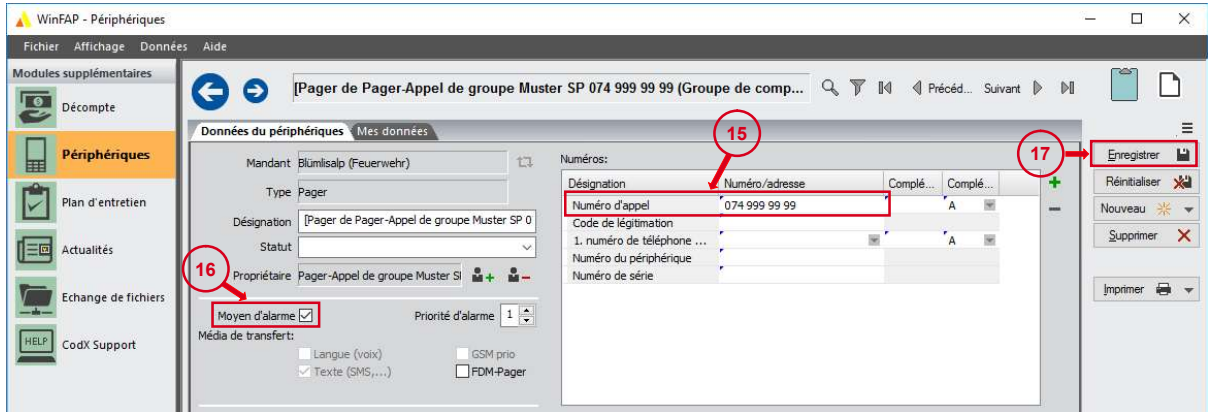 WinFAP - Périphériques
Fichier Affichage Données Aide
Modules supplémentaires
Décompte
Périphériques
Plan d'entretien
Actualités
Echange de fichiers
HELP
CodX Support
[Pager de Pager-Appel de groupe Muster SP 074 999 99 99 (Groupe de comp...
Précéd... Suivant
Données du périphériques Mes données
Mandant Blümlisalp (Feuerwehr)
Type Pager
Désignation [Pager de Pager-Appel de groupe Muster SP 0
Statut
16
Propriétaire Pager-Appel de groupe Muster SI
Moyen d'alarme Priorité d'alarme 1
Média de transfert:
Langue (voix) GSM prio
Texte (SMS,...) FDM-Pager
15
Numéros:
Désignation Numéro/adresse Complé... Complé...
Numéro d'appel 074 999 99 99 A
Code de légitimation
1. numéro de téléphone ... A
Numéro du périphérique
Numéro de série
17
Enregistrer
Réinitialiser
Nouveau
Supprimer
Imprimer